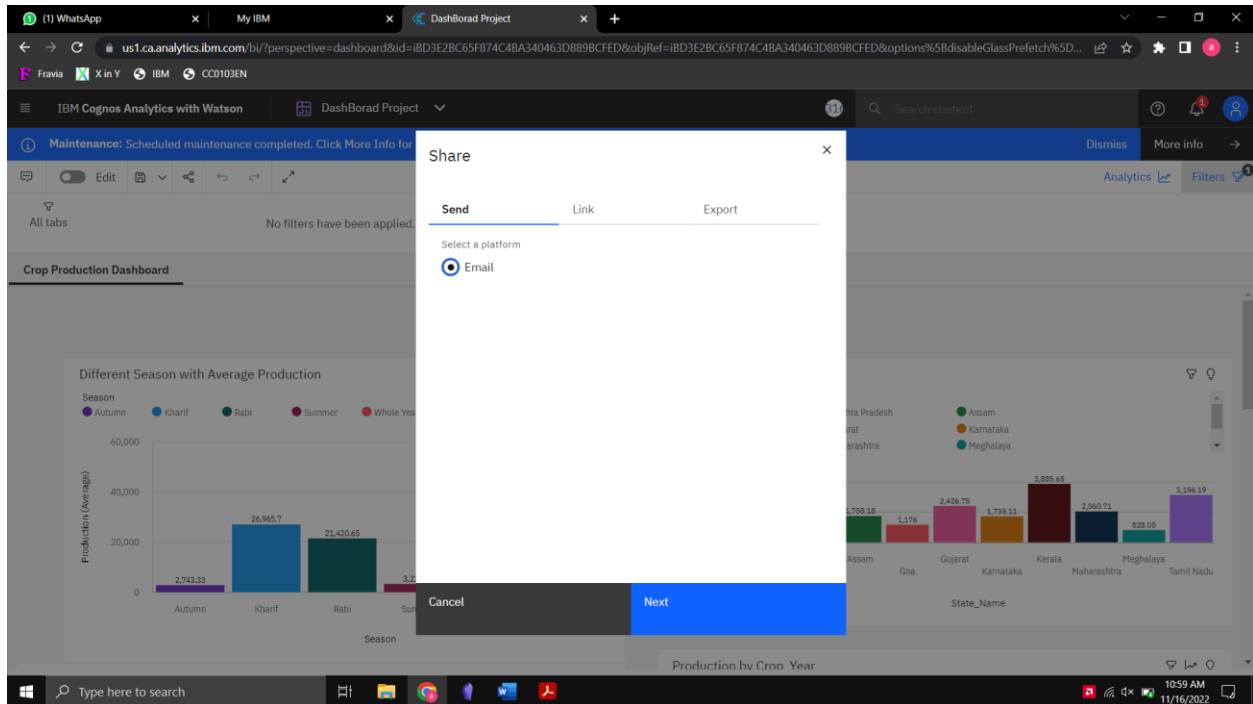 (1) WhatsApp
My IBM
DashBorad Project
us1.ca.analytics.ibm.com/bi/?perspective=dashboard&id=iBD3E2BC65F874C4BA340463D889BCFED&objRef=iBD3E2BC65F874C4BA340463D889BCFED&options%5BdisableGlassPrefetch%5D...
Fravia X in Y IBM CC0103EN
IBM Cognos Analytics with Watson
DashBorad Project
Search content
Maintenance: Scheduled maintenance completed. Click More Info for
Dismiss
More info
Edit
Analytics
Filters
1
All tabs
No filters have been applied.
Crop Production Dashboard
Share
Send Link Export
Select a platform
Email
Cancel
Next
Different Season with Average Production
Season
Autumn Kharif Rabi Summer Whole Yea
Production (Average)
60,000
40,000
20,000
0
2,743.33
26,965.7
21,420.65
Autumn Kharif Rabi Sum
Season
hra Pradesh Assam
rat Karnataka
arashtra Meghalaya
1,176
2,426.75
1,735.11
3,885.65
2,060.71
828.05
3,156.19
Assam Gujarat Kerala Meghalaya
Goa Karnataka Maharashtra Tamil Nadu
State_Name
Production by Crop_Year
Type here to search
10:59 AM
11/16/2022